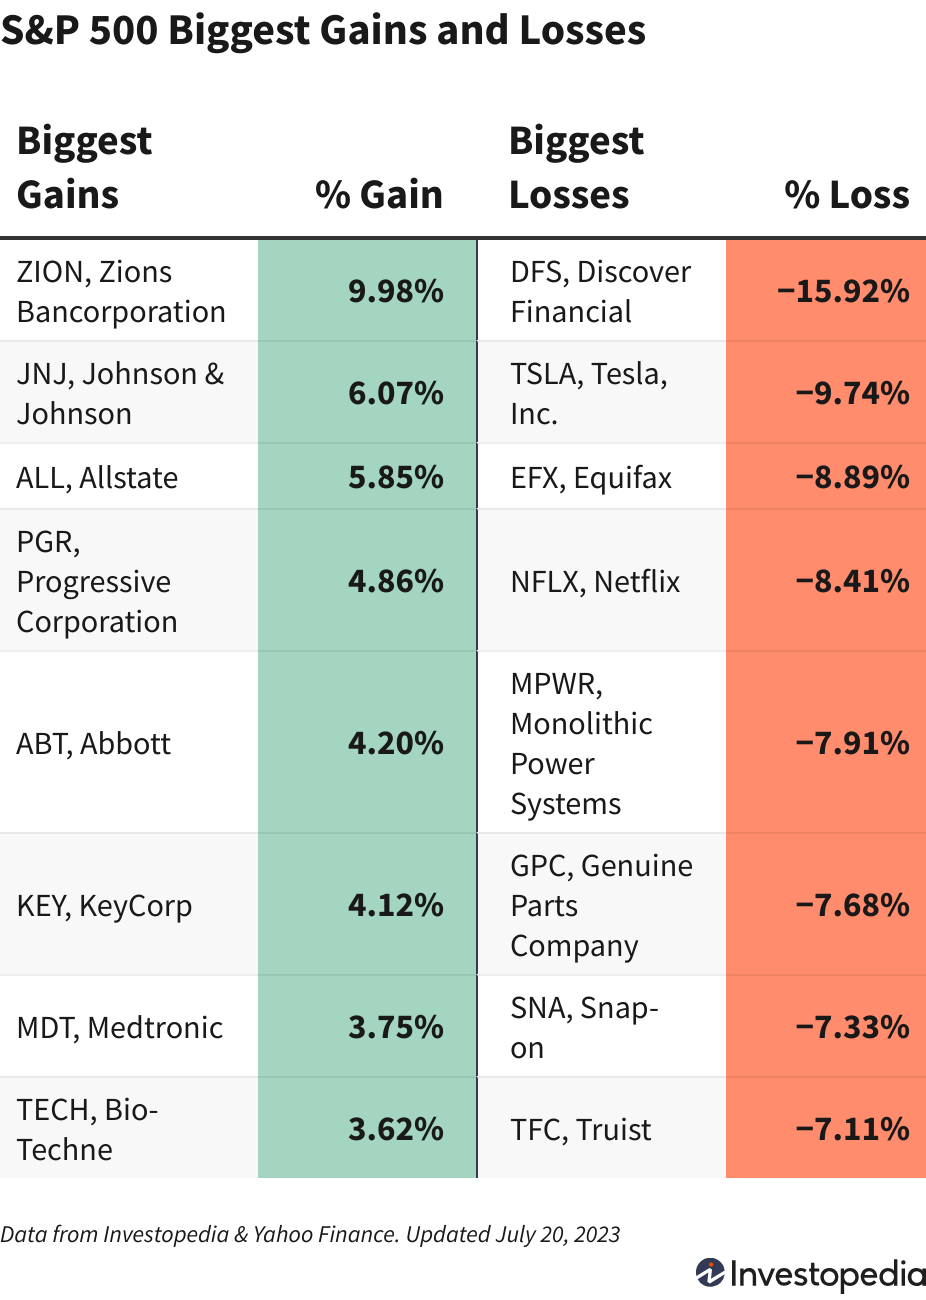 S&P 500 Biggest Gains and Losses
Biggest
Gains
% Gain
Biggest
Losses
% Loss
ZION, Zions
Bancorporation
9.98%
DFS, Discover
Financial
−15.92%
JNJ, Johnson &
Johnson
6.07%
TSLA, Tesla,
Inc.
−9.74%
ALL, Allstate
5.85%
EFX, Equifax
−8.89%
PGR,
Progressive
Corporation
4.86%
NFLX, Netflix
−8.41%
ABT, Abbott
4.20%
MPWR,
Monolithic
Power
Systems
−7.91%
KEY, KeyCorp
4.12%
GPC, Genuine
Parts
Company
−7.68%
MDT, Medtronic
3.75%
SNA, Snap-
on
−7.33%
TECH, Bio-
Techne
3.62%
TFC, Truist
−7.11%
Data from Investopedia & Yahoo Finance. Updated July 20, 2023
Investopedia